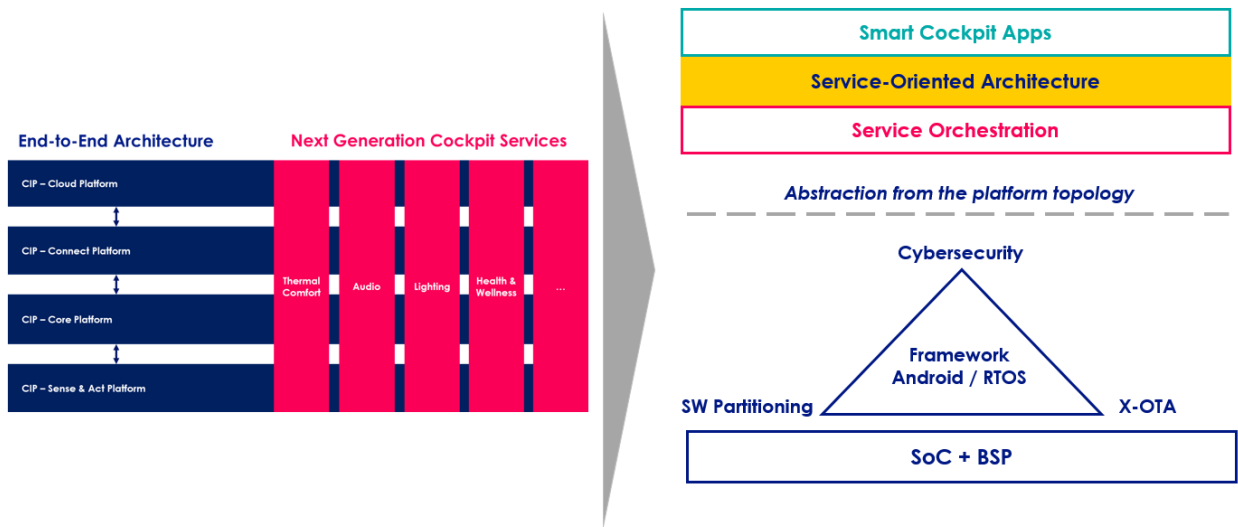 End-to-End Architecture
Next Generation Cockpit Services
CIP – Cloud Platform
CIP – Connect Platform
CIP – Core Platform
CIP – Sense & Act Platform
Thermal
Comfort
Audio
Lighting
Health &
Wellness
...
Smart Cockpit Apps
Service-Oriented Architecture
Service Orchestration
Abstraction from the platform topology
Cybersecurity
Framework
Android / RTOS
SW Partitioning
X-OTA
SoC + BSP